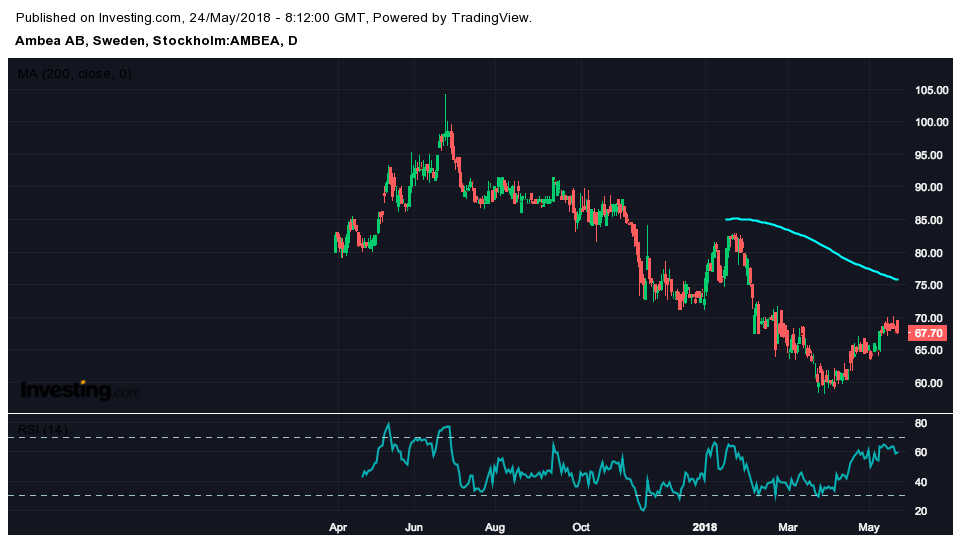 Published on Investing.com, 24/May/2018 - 8:12:00 GMT, Powered by TradingView.
Ambea AB, Sweden, Stockholm:AMBEA, D
MA (200, close, 0)
105.00
100.00
95.00
90.00
85.00
80.00
75.00
70.00
67.70
65.00
60.00
Investing.com
RSI (14)
80
60
40
20
Apr Jun Aug Oct 2018 Mar May